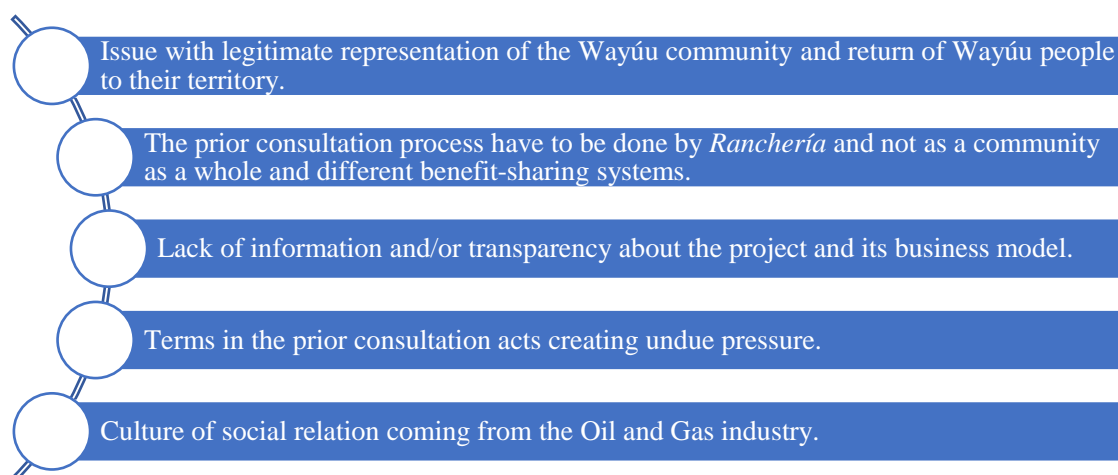 Issue with legitimate representation of the Wayúu community and return of Wayúu people
to their territory.
The prior consultation process have to be done by Ranchería and not as a community
as a whole and different benefit-sharing systems.
Lack of information and/or transparency about the project and its business model.
Terms in the prior consultation acts creating undue pressure.
Culture of social relation coming from the Oil and Gas industry.